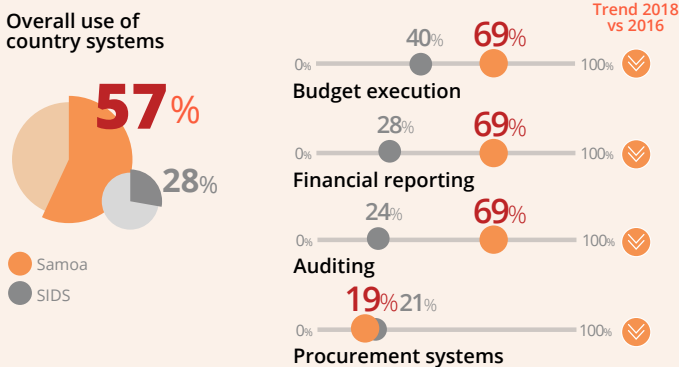 Overall use of
country systems
57%
28%
Samoa
SIDS
Trend 2018
vs 2016
40% 69%
0% 100%
Budget execution
28% 69%
0% 100%
Financial reporting
24% 69%
0% 100%
Auditing
19% 21%
0% 100%
Procurement systems